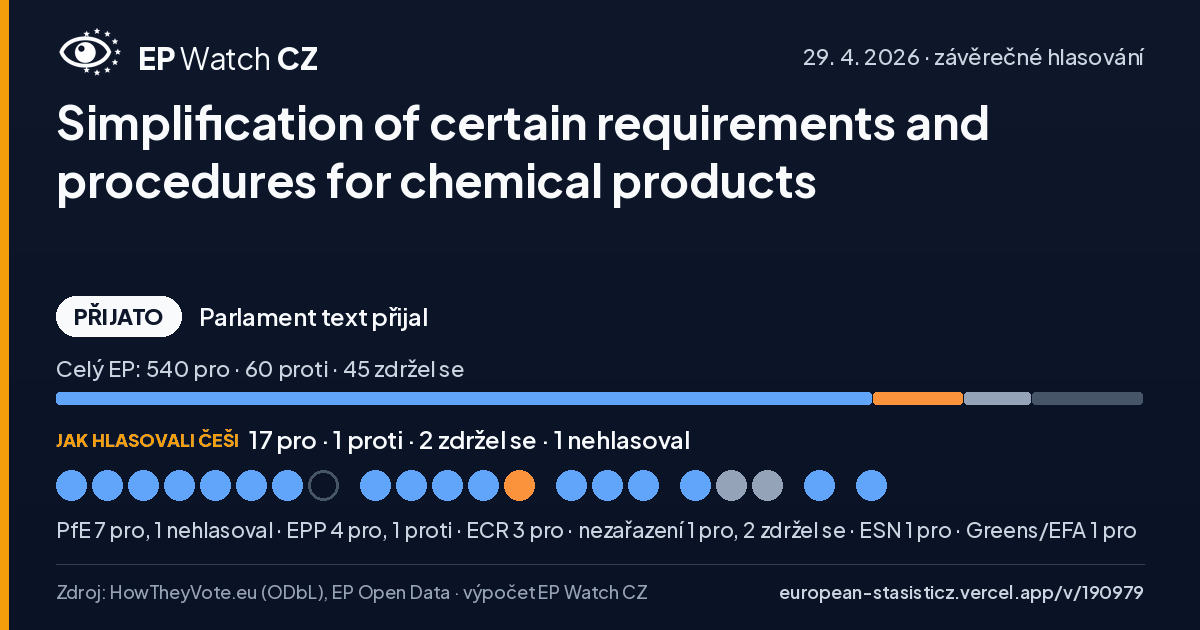 EP Watch CZ
29. 4. 2026 · závěrečné hlasování
Simplification of certain requirements and
procedures for chemical products
PŘIJATO
Parlament text přijal
Celý EP: 540 pro · 60 proti · 45 zdržel se
JAK HLASOVALI ČEŠI 17 pro · 1 proti · 2 zdržel se · 1 nehlasoval
PfE 7 pro, 1 nehlasoval · EPP 4 pro, 1 proti · ECR 3 pro · nezařazení 1 pro, 2 zdržel se · ESN 1 pro · Greens/EFA 1 pro
Zdroj: HowTheyVote.eu (ODbL), EP Open Data · výpočet EP Watch CZ
european-stasisticz.vercel.app/v/190979